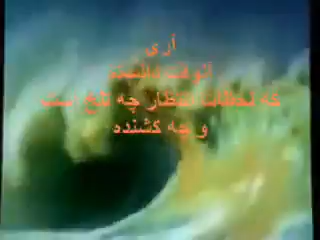 آری
آنوقت دانستم
که لحظات انتظار چه تلخ است
و چه کشنده